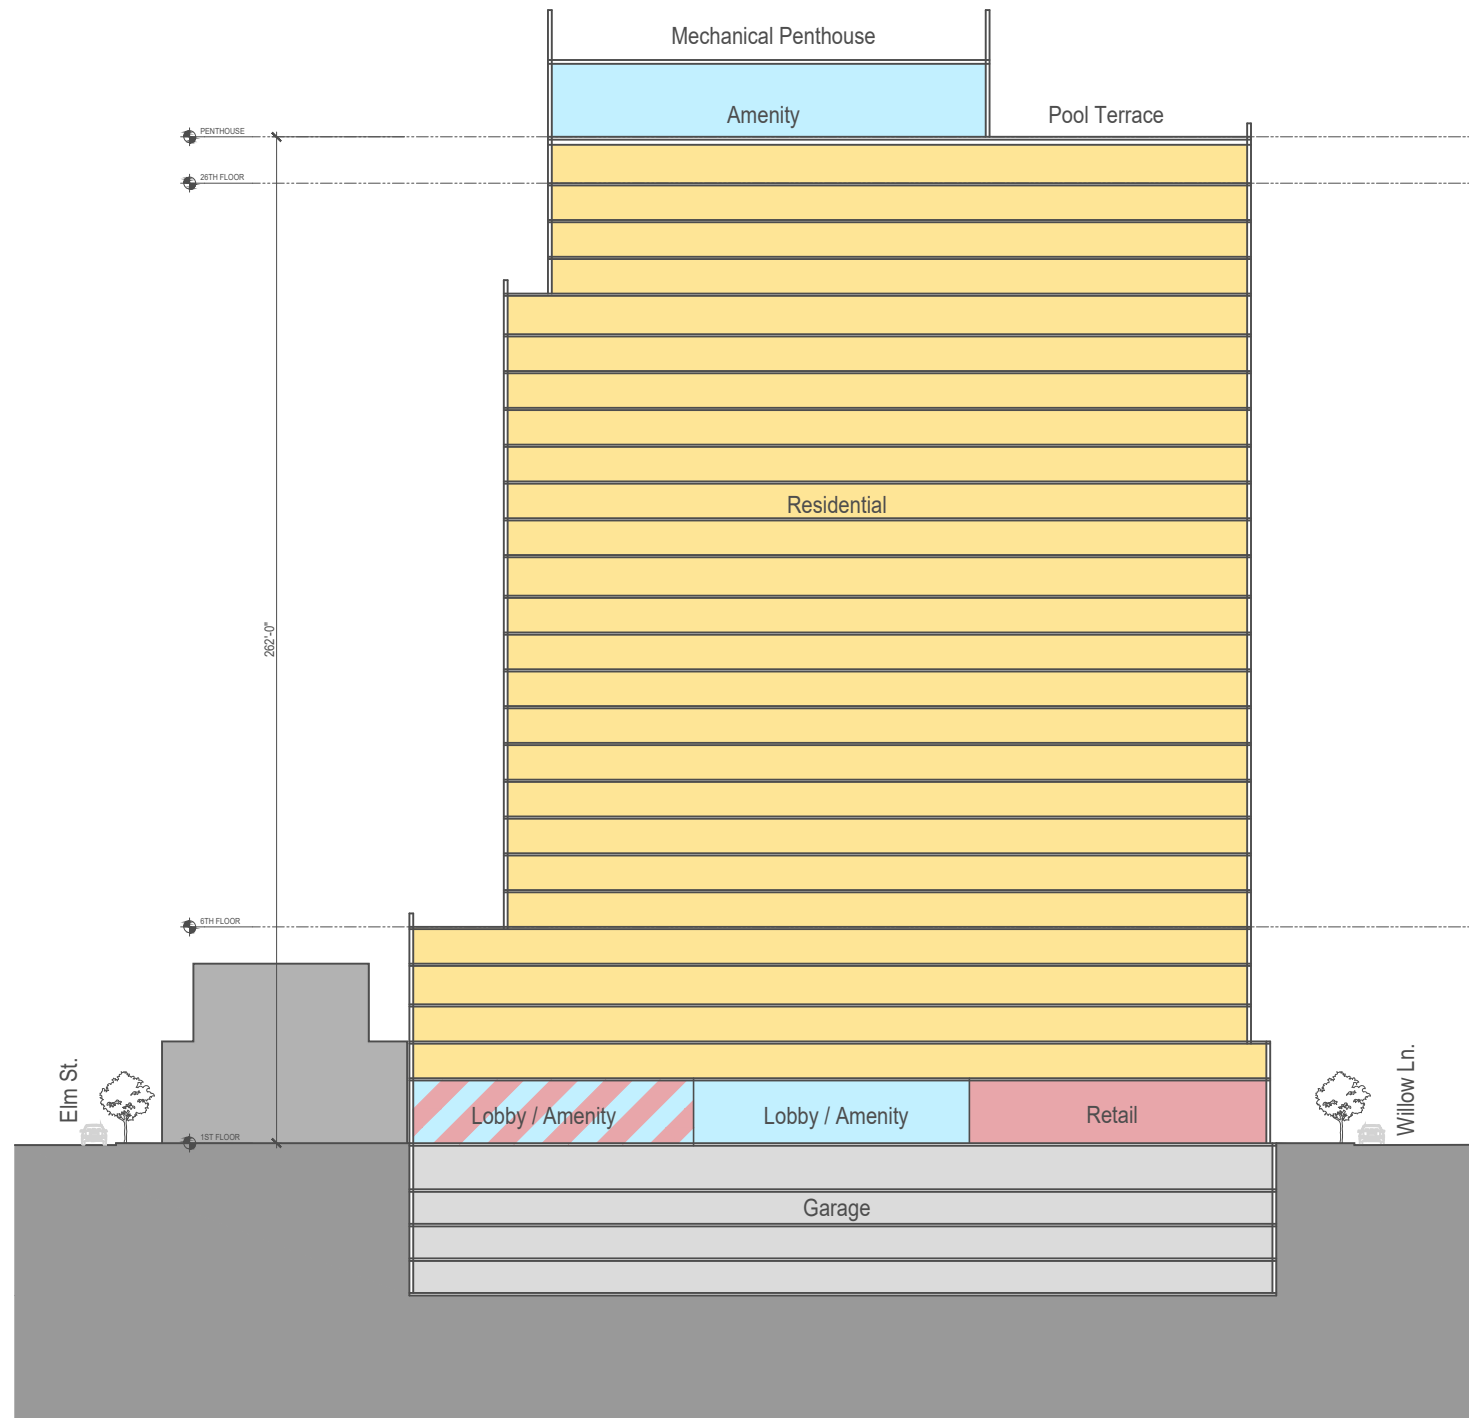 Mechanical Penthouse
Amenity
Pool Terrace
PENTHOUSE
26TH FLOOR
Residential
262'-0"
6TH FLOOR
Elm St.
Willow Ln.
Lobby / Amenity
Lobby / Amenity
Retail
1ST FLOOR
Garage